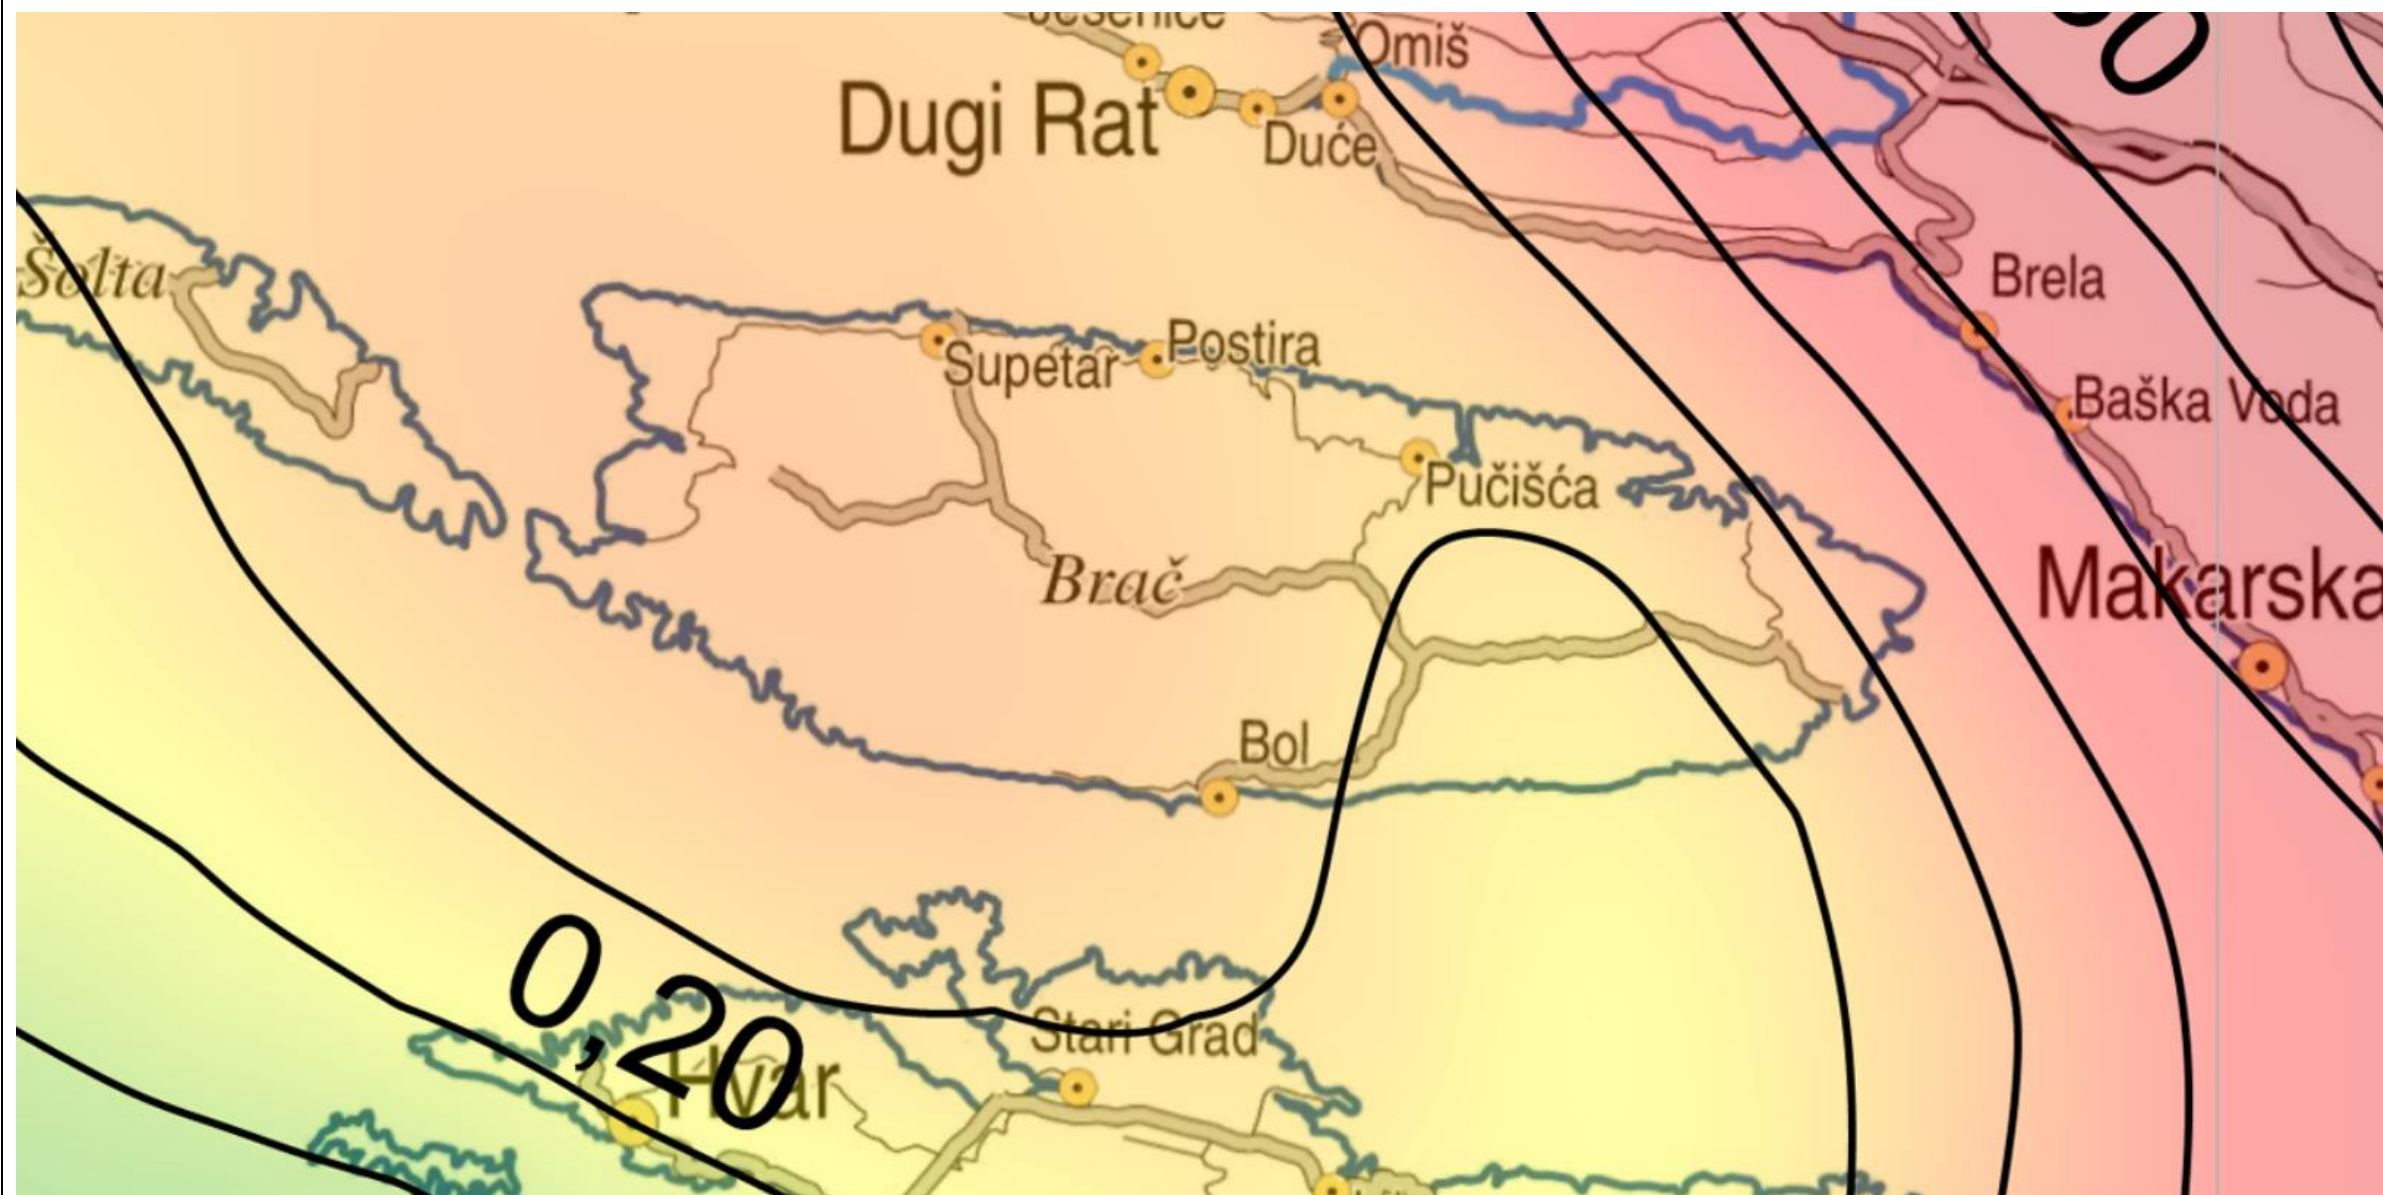 Jesenice
Omiš
Dugi Rat
Duće
Šolta
Brela
Supetar
Postira
Baška Voda
Pučišća
Brač
Makarska
Bol
0,20
Stari Grad
Hvar